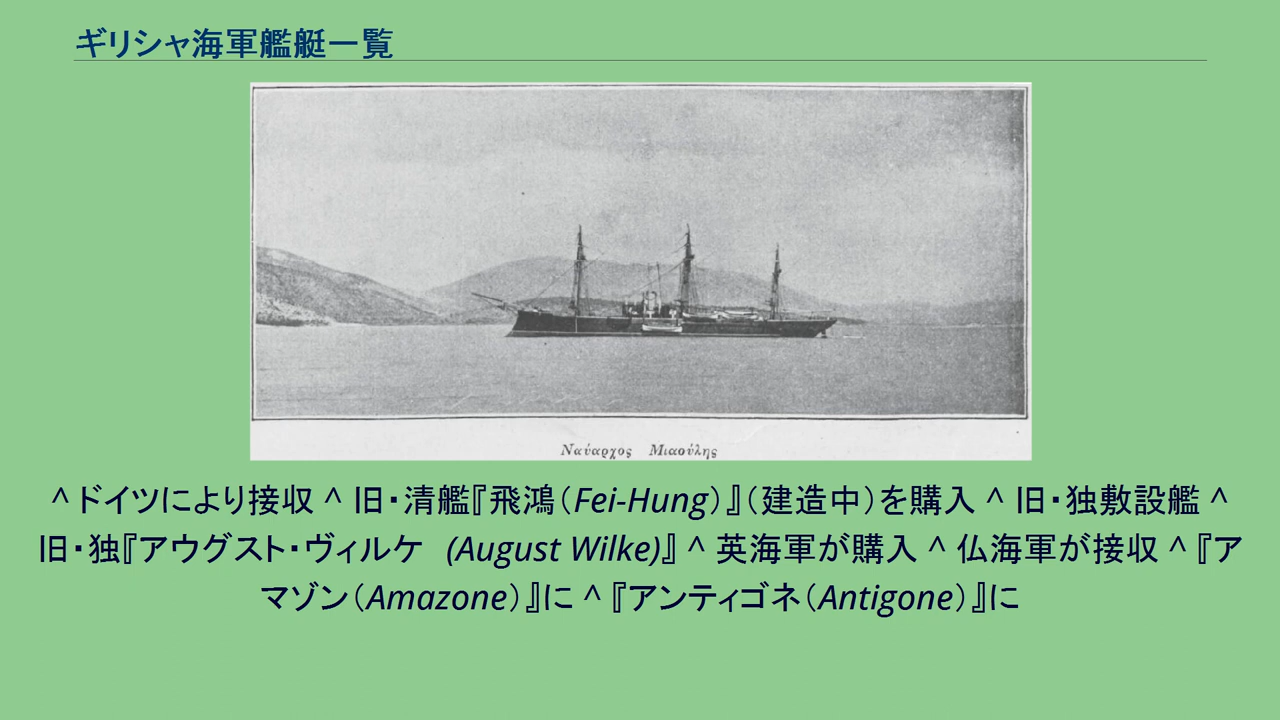 ギリシャ海軍艦艇一覧
Ναύαρχος Μιαούλης
^ ドイツにより接収 ^ 旧・清艦『飛鴻（Fei-Hung）』（建造中）を購入 ^ 旧・独敷設艦 ^
旧・独『アウグスト・ヴィルケ (August Wilke)』 ^ 英海軍が購入 ^ 仏海軍が接収 ^ 『ア
マゾン（Amazone）』に ^ 『アンティゴネ（Antigone）』に